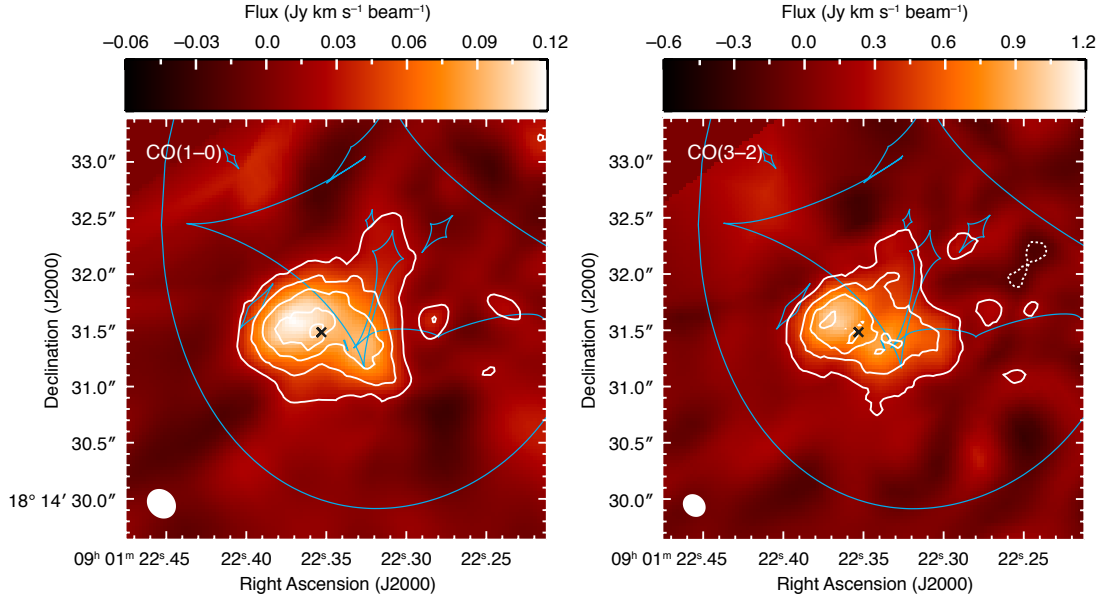 Flux (Jy km s⁻¹ beam⁻¹)
−0.06 −0.03 0.0 0.03 0.06 0.09 0.12
CO(1–0)
Declination (J2000)
33.0″
32.5″
32.0″
31.5″
31.0″
30.5″
18° 14′ 30.0″
09ʰ 01ᵐ 22ˢ.45 22ˢ.40 22ˢ.35 22ˢ.30 22ˢ.25
Right Ascension (J2000)
Flux (Jy km s⁻¹ beam⁻¹)
−0.6 −0.3 0.0 0.3 0.6 0.9 1.2
CO(3–2)
Declination (J2000)
33.0″
32.5″
32.0″
31.5″
31.0″
30.5″
30.0″
09ʰ 01ᵐ 22ˢ.45 22ˢ.40 22ˢ.35 22ˢ.30 22ˢ.25
Right Ascension (J2000)